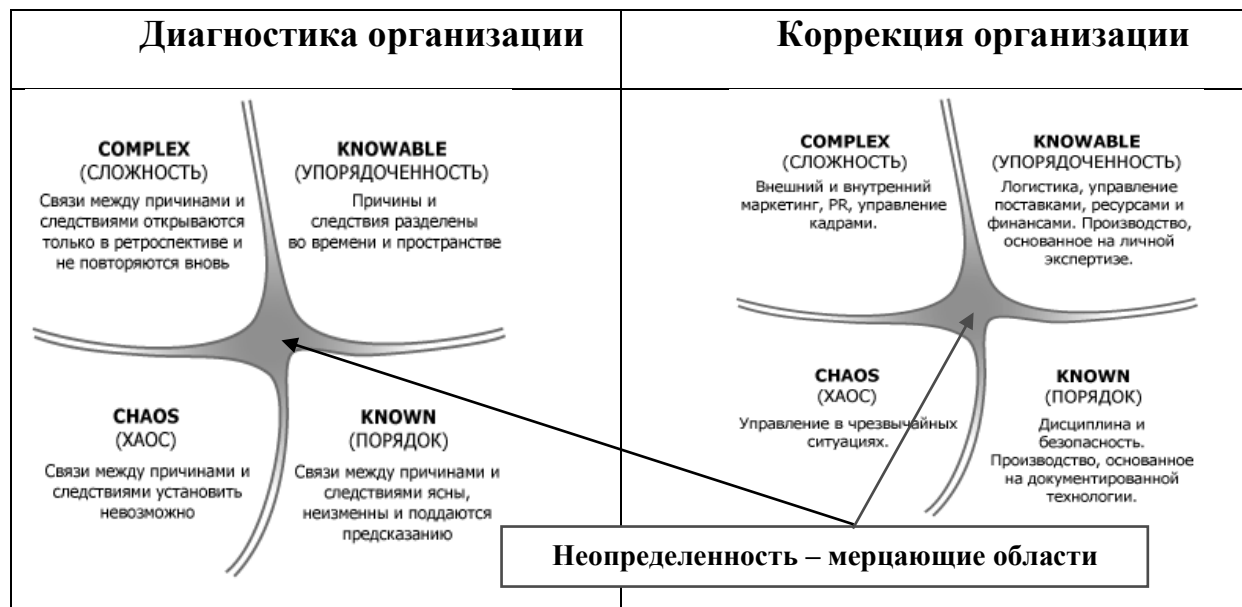 Диагностика организации
Коррекция организации
COMPLEX
(СЛОЖНОСТЬ)
Связи между причинами и
следствиями открываются
только в ретроспективе и
не повторяются вновь
KNOWABLE
(УПОРЯДОЧЕННОСТЬ)
Причины и
следствия разделены
во времени и пространстве
CHAOS
(ХАОС)
Связи между причинами и
следствиями установить
невозможно
KNOWN
(ПОРЯДОК)
Связи между причинами и
следствиями ясны,
неизменны и поддаются
предсказанию
COMPLEX
(СЛОЖНОСТЬ)
Внешний и внутренний
маркетинг, PR, управление
кадрами.
KNOWABLE
(УПОРЯДОЧЕННОСТЬ)
Логистика, управление
поставками, ресурсами и
финансами. Производство,
основанное на личной
экспертизе.
CHAOS
(ХАОС)
Управление в чрезвычайных
ситуациях.
KNOWN
(ПОРЯДОК)
Дисциплина и
безопасность.
Производство, основанное
на документированной
технологии.
Неопределенность – мерцающие области